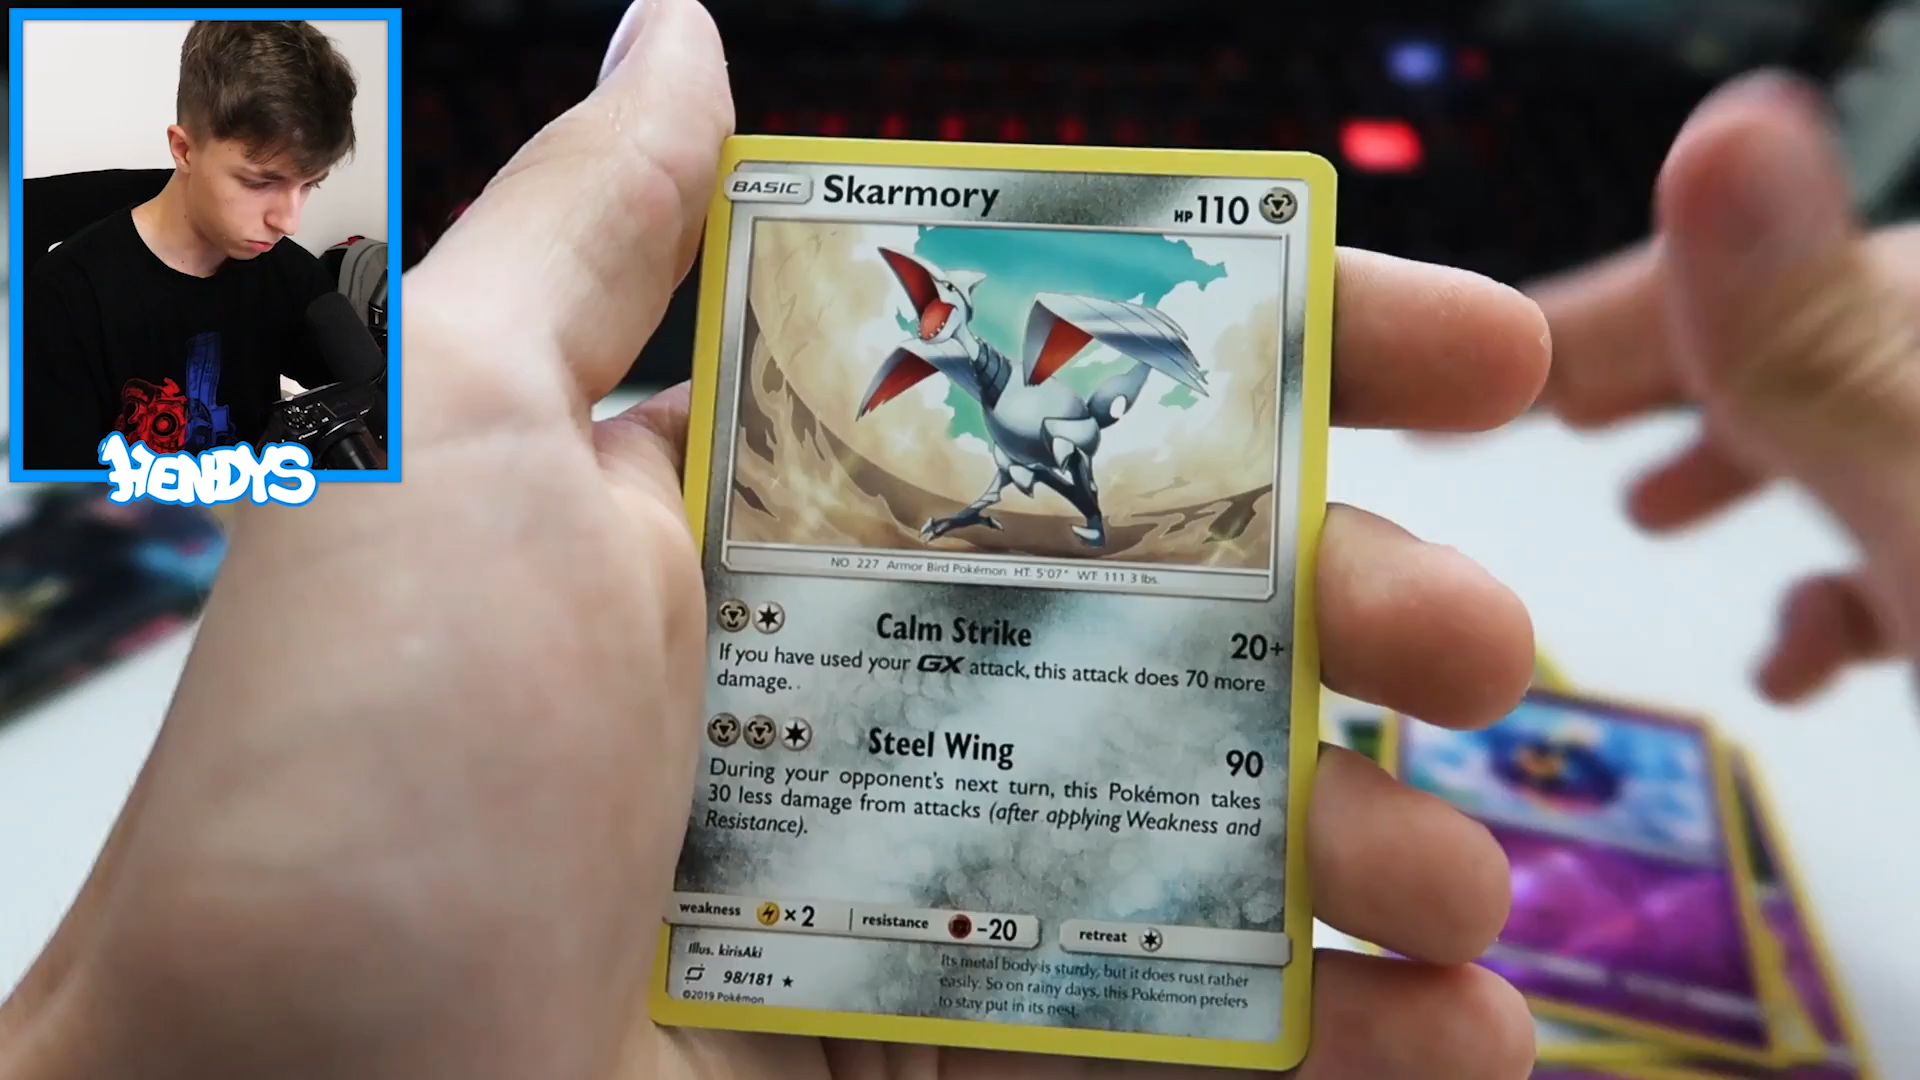 HENDYS
BASIC Skarmory HP 110
NO. 227 Armor Bird Pokémon HT: 5'07" WT: 111.3 lbs.
Calm Strike 20+
If you have used your GX attack, this attack does 70 more
damage.
Steel Wing 90
During your opponent's next turn, this Pokémon takes
30 less damage from attacks (after applying Weakness and
Resistance).
weakness ×2 resistance -20 retreat
Illus. kirisAki
98/181 ★
©2019 Pokémon
Its metal body is sturdy, but it does rust rather
easily. So on rainy days, this Pokémon prefers
to stay put in its nest.